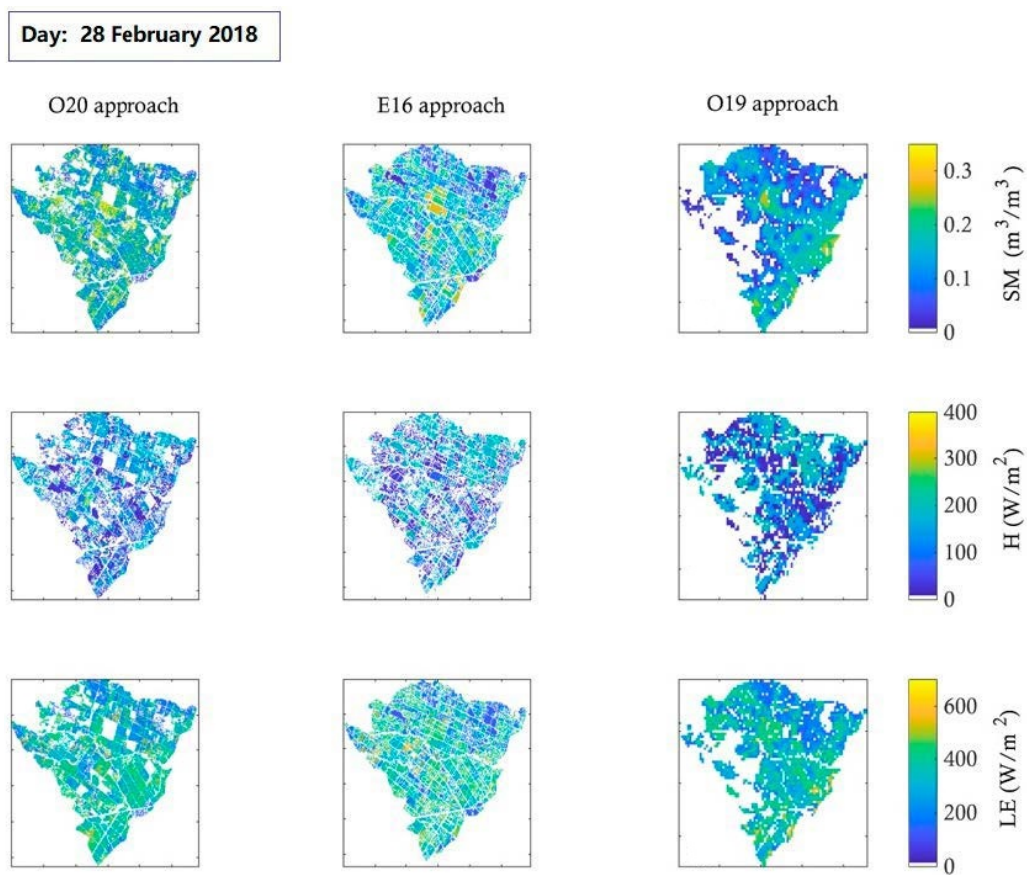 Day: 28 February 2018
O20 approach
E16 approach
O19 approach
0.3
0.2
0.1
0
SM (m³/m³)
400
300
200
100
0
H (W/m²)
600
400
200
0
LE (W/m²)